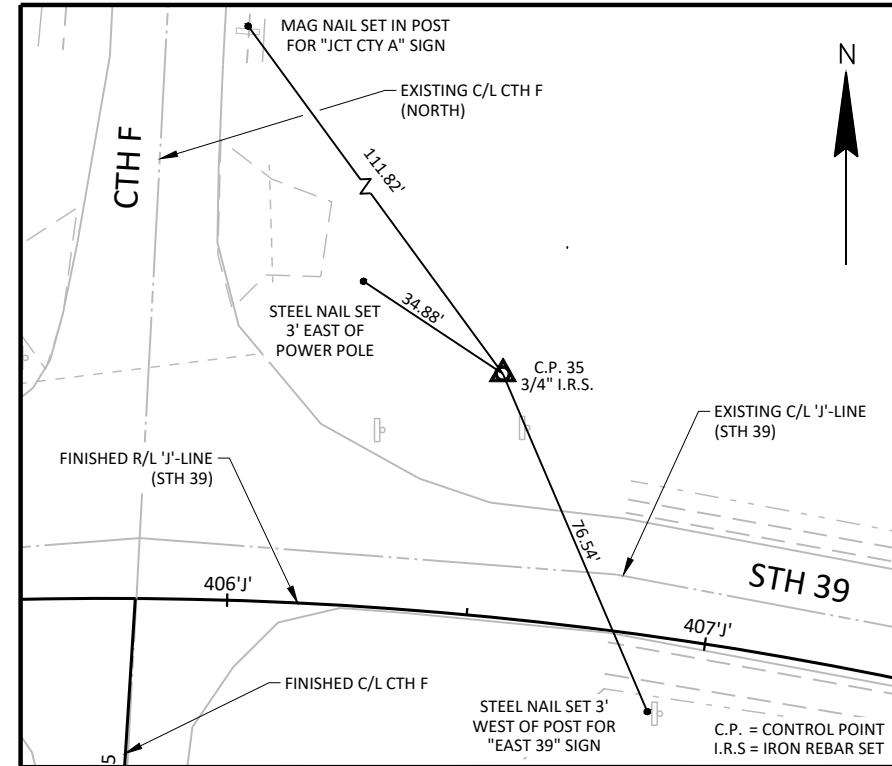 MAG NAIL SET IN POST
FOR "JCT CTY A" SIGN
N
EXISTING C/L CTH F
(NORTH)
CTH F
111.82'
34.88'
STEEL NAIL SET
3' EAST OF
POWER POLE
C.P. 35
3/4" I.R.S.
EXISTING C/L 'J'-LINE
(STH 39)
FINISHED R/L 'J'-LINE
(STH 39)
76.54'
STH 39
406'J'
407'J'
FINISHED C/L CTH F
STEEL NAIL SET 3'
WEST OF POST FOR
"EAST 39" SIGN
C.P. = CONTROL POINT
I.R.S = IRON REBAR SET
5